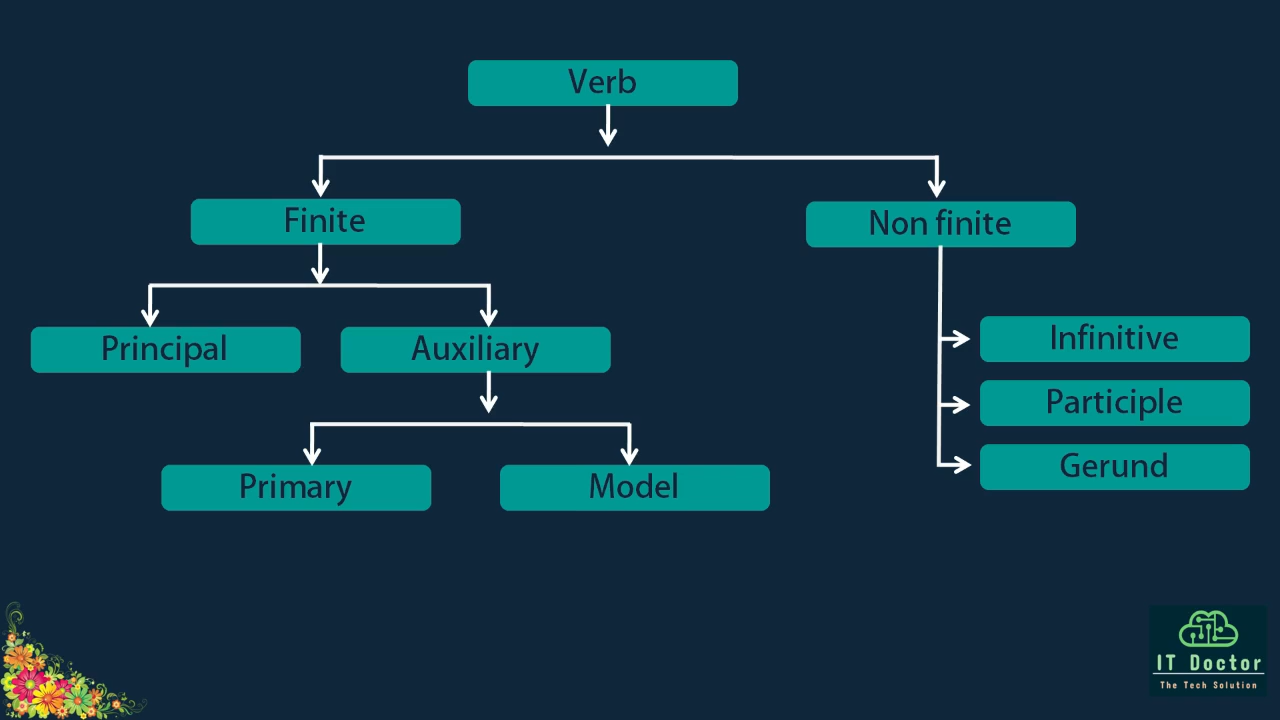 Verb
Finite
Non finite
Principal
Auxiliary
Infinitive
Participle
Gerund
Primary
Model
IT Doctor
The Tech Solution